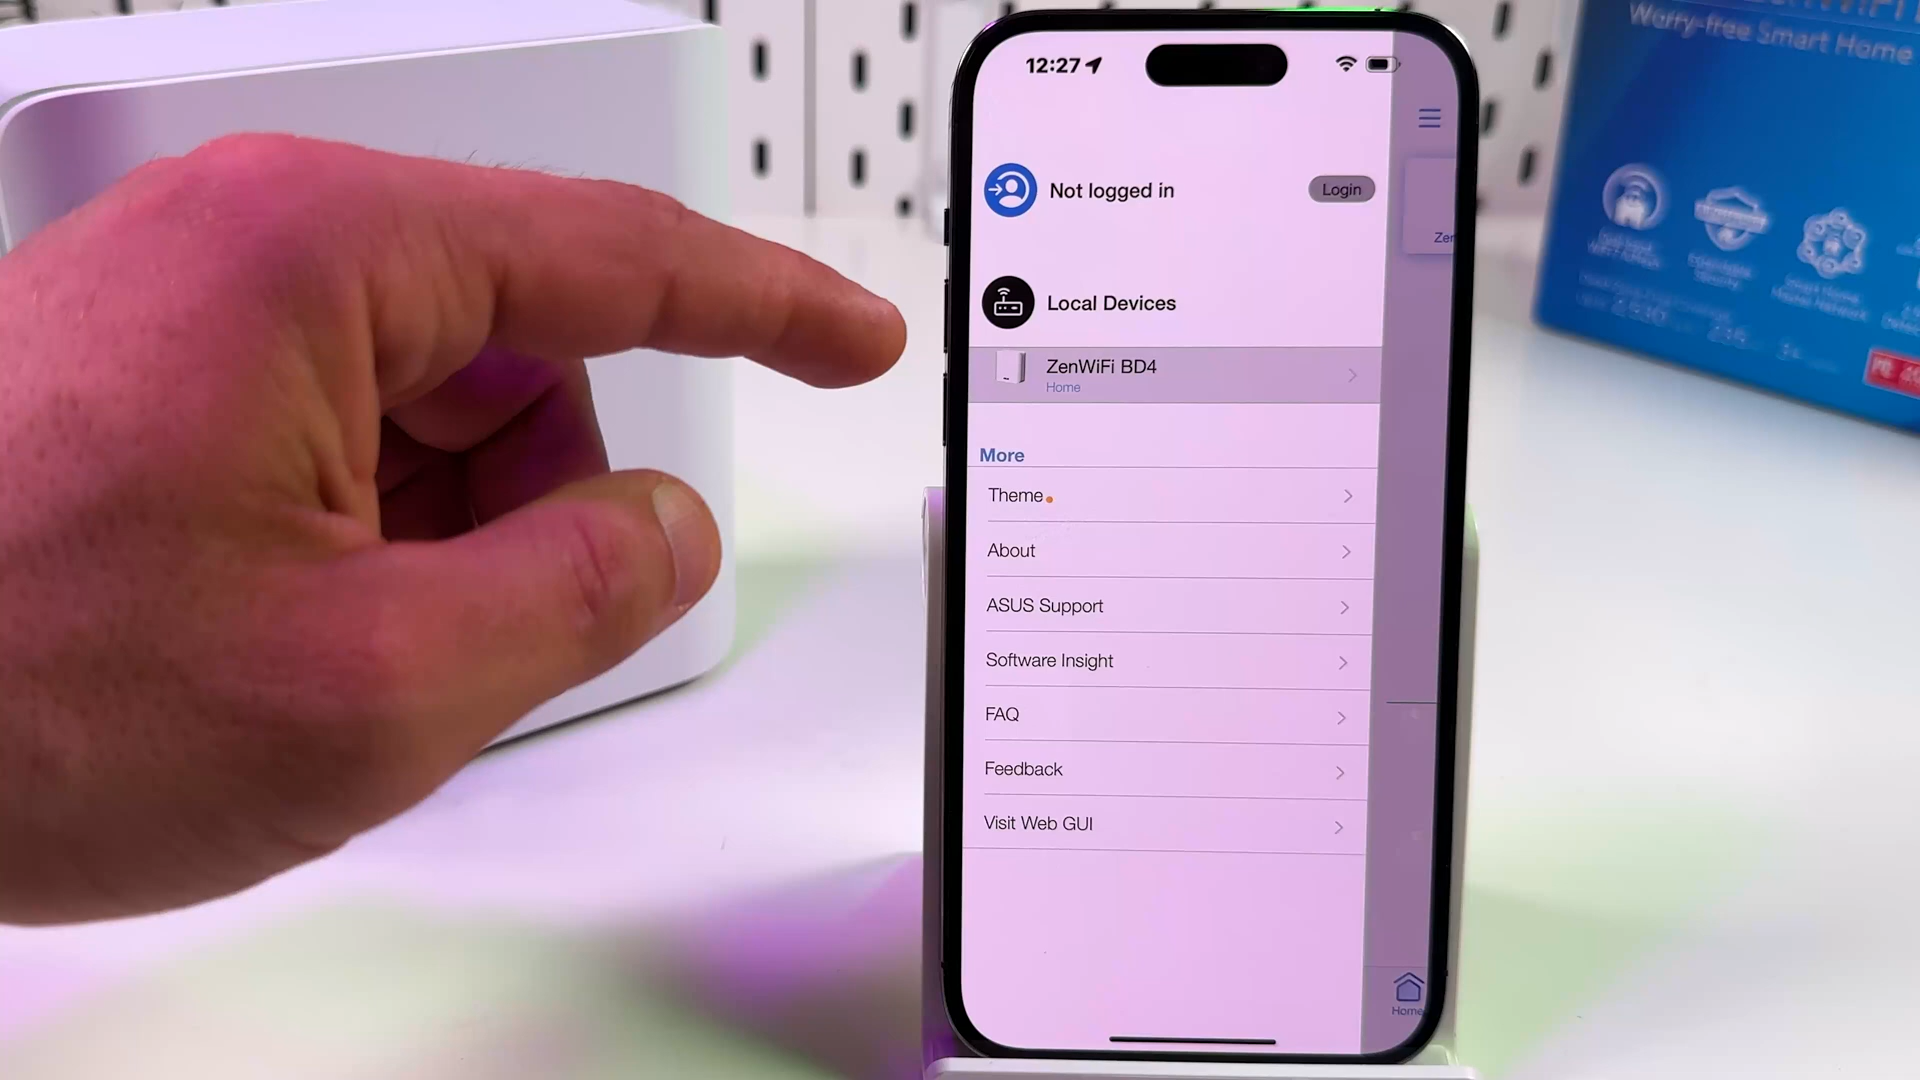 12:27
Not logged in
Login
Local Devices
ZenWiFi BD4
Home
More
Theme
About
ASUS Support
Software Insight
FAQ
Feedback
Visit Web GUI
Zen
Home
Worry-free Smart Home